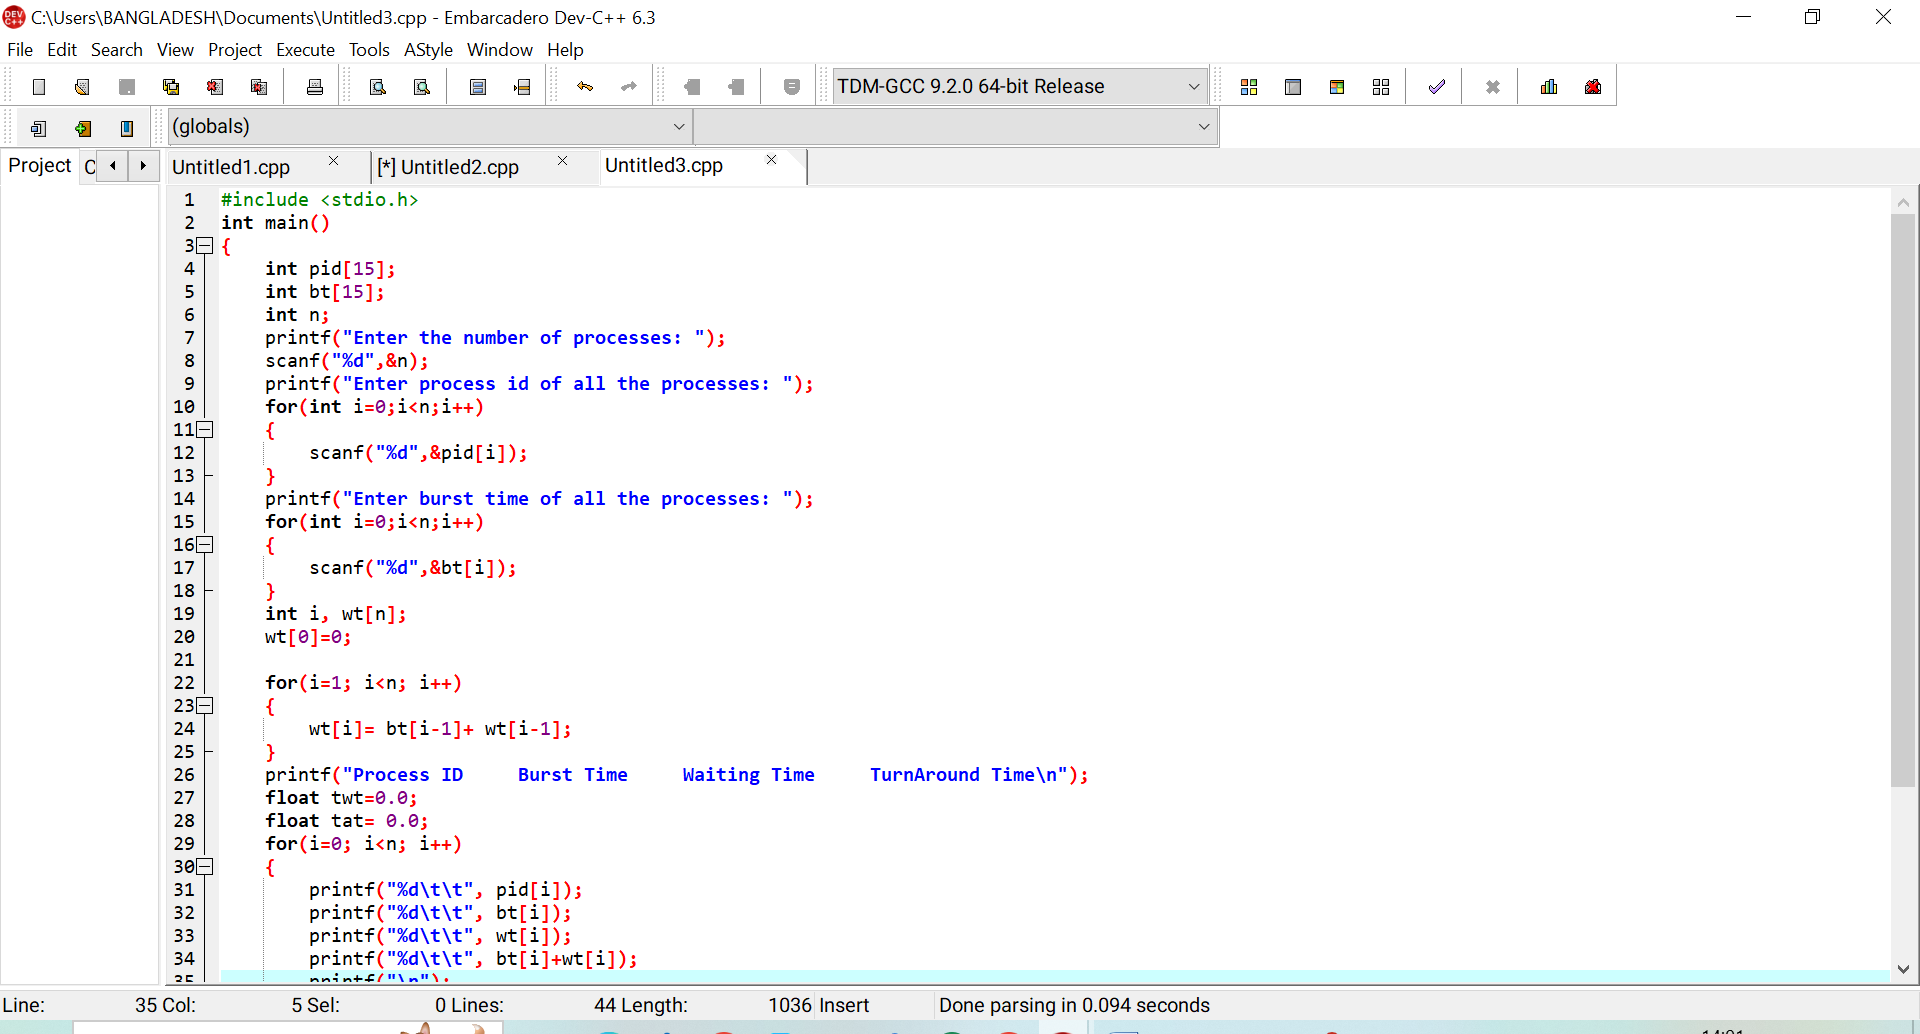 C:\Users\BANGLADESH\Documents\Untitled3.cpp - Embarcadero Dev-C++ 6.3
File Edit Search View Project Execute Tools AStyle Window Help
TDM-GCC 9.2.0 64-bit Release
(globals)
Project Untitled1.cpp [*] Untitled2.cpp Untitled3.cpp
1 #include <stdio.h>
2 int main()
3 {
4 int pid[15];
5 int bt[15];
6 int n;
7 printf("Enter the number of processes: ");
8 scanf("%d",&n);
9 printf("Enter process id of all the processes: ");
10 for(int i=0;i<n;i++)
11 {
12 scanf("%d",&pid[i]);
13 }
14 printf("Enter burst time of all the processes: ");
15 for(int i=0;i<n;i++)
16 {
17 scanf("%d",&bt[i]);
18 }
19 int i, wt[n];
20 wt[0]=0;
21
22 for(i=1; i<n; i++)
23 {
24 wt[i]= bt[i-1]+ wt[i-1];
25 }
26 printf("Process ID     Burst Time     Waiting Time     TurnAround Time\n");
27 float twt=0.0;
28 float tat= 0.0;
29 for(i=0; i<n; i++)
30 {
31 printf("%d\t\t", pid[i]);
32 printf("%d\t\t", bt[i]);
33 printf("%d\t\t", wt[i]);
34 printf("%d\t\t", bt[i]+wt[i]);
35 printf("\n");
Line: 35 Col: 5 Sel: 0 Lines: 44 Length: 1036 Insert Done parsing in 0.094 seconds